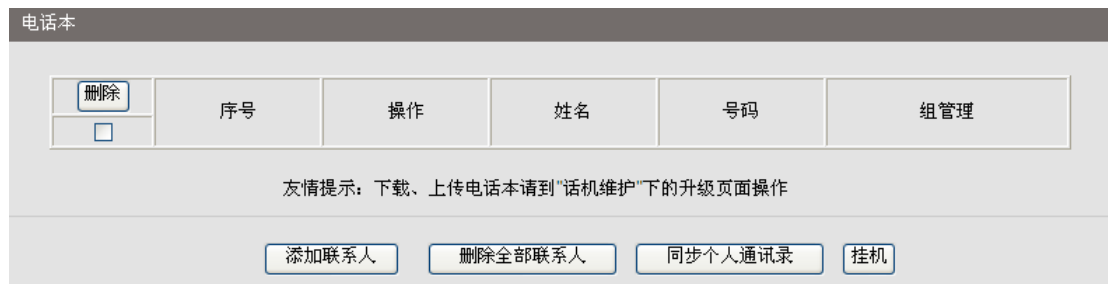 电话本
删除 序号 操作 姓名 号码 组管理
友情提示：下载、上传电话本请到"话机维护"下的升级页面操作
添加联系人 删除全部联系人 同步个人通讯录 挂机